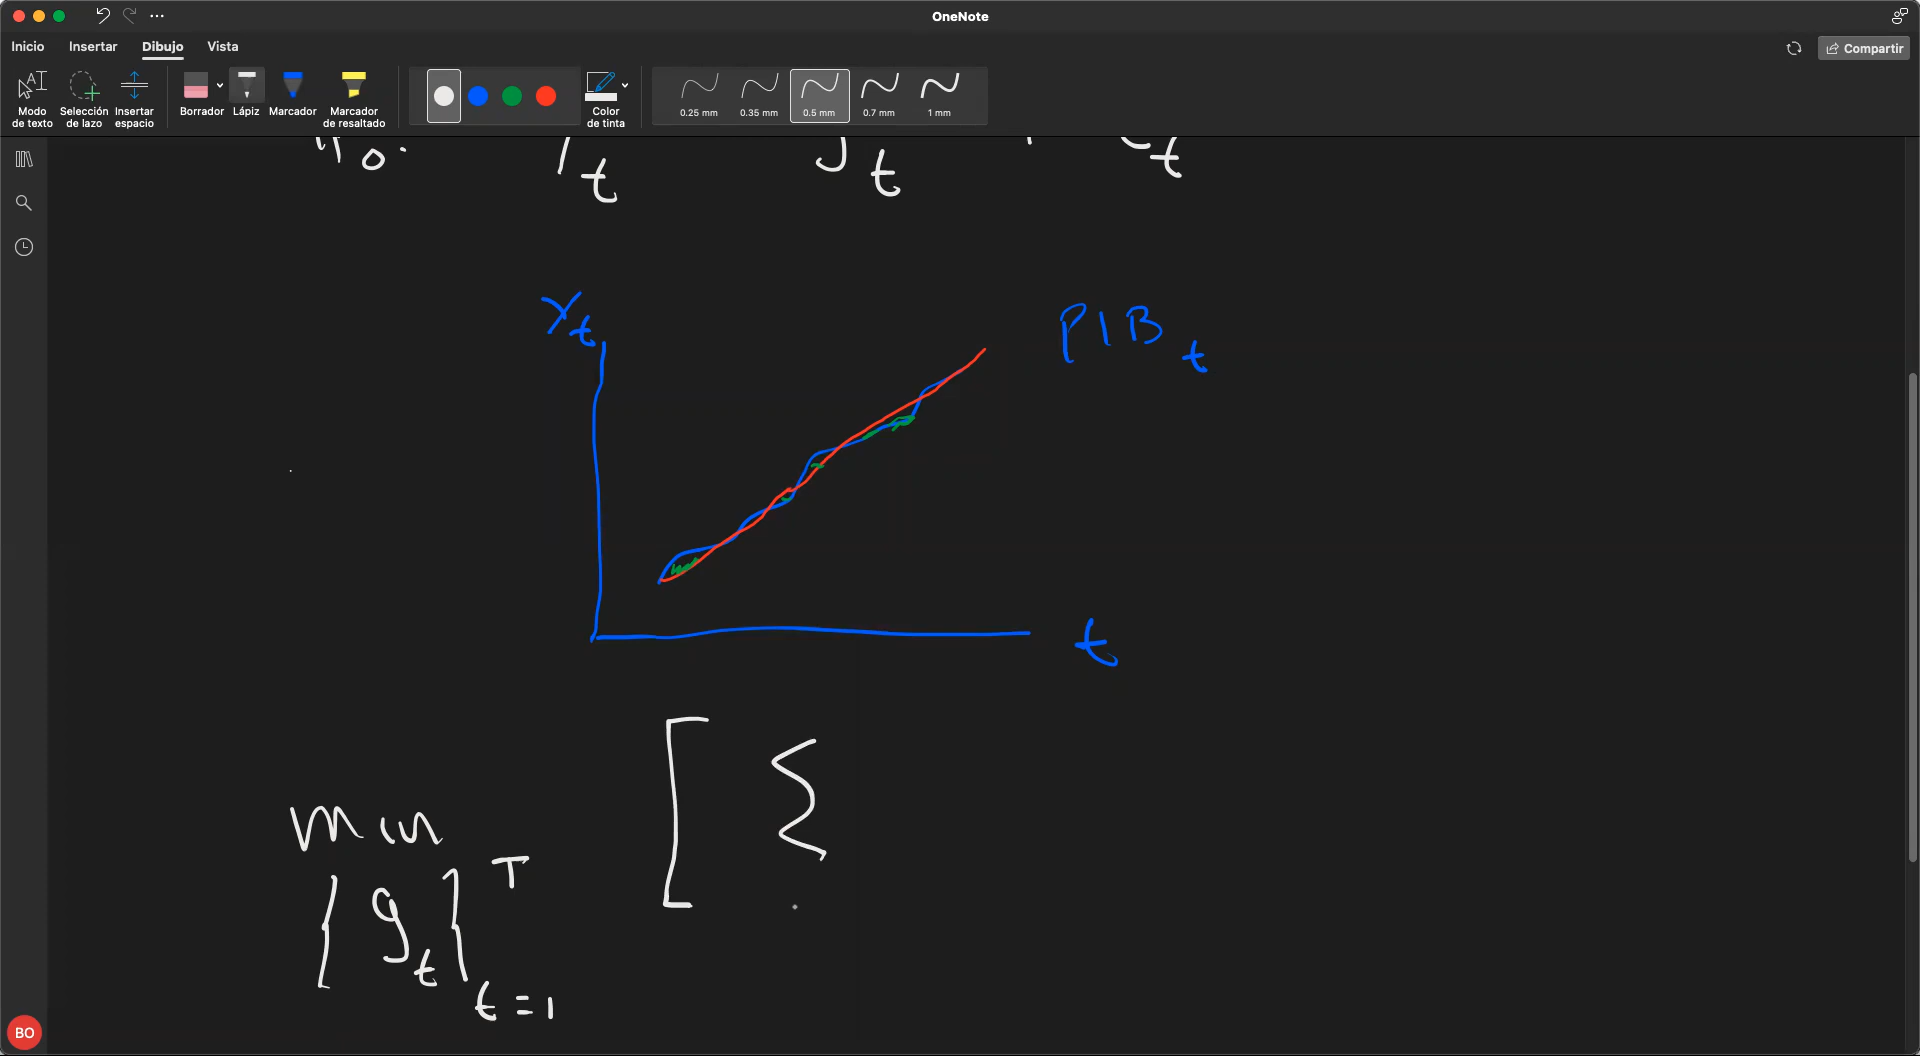 OneNote
Inicio Insertar Dibujo Vista
Compartir
Modo de texto
Selección de lazo
Insertar espacio
Borrador
Lápiz
Marcador
Marcador de resaltado
Color de tinta
0.25 mm
0.35 mm
0.5 mm
0.7 mm
1 mm
t t t
Y_t
PIB_t
t
min [ Σ
{g_t}^T_{t=1}
BO